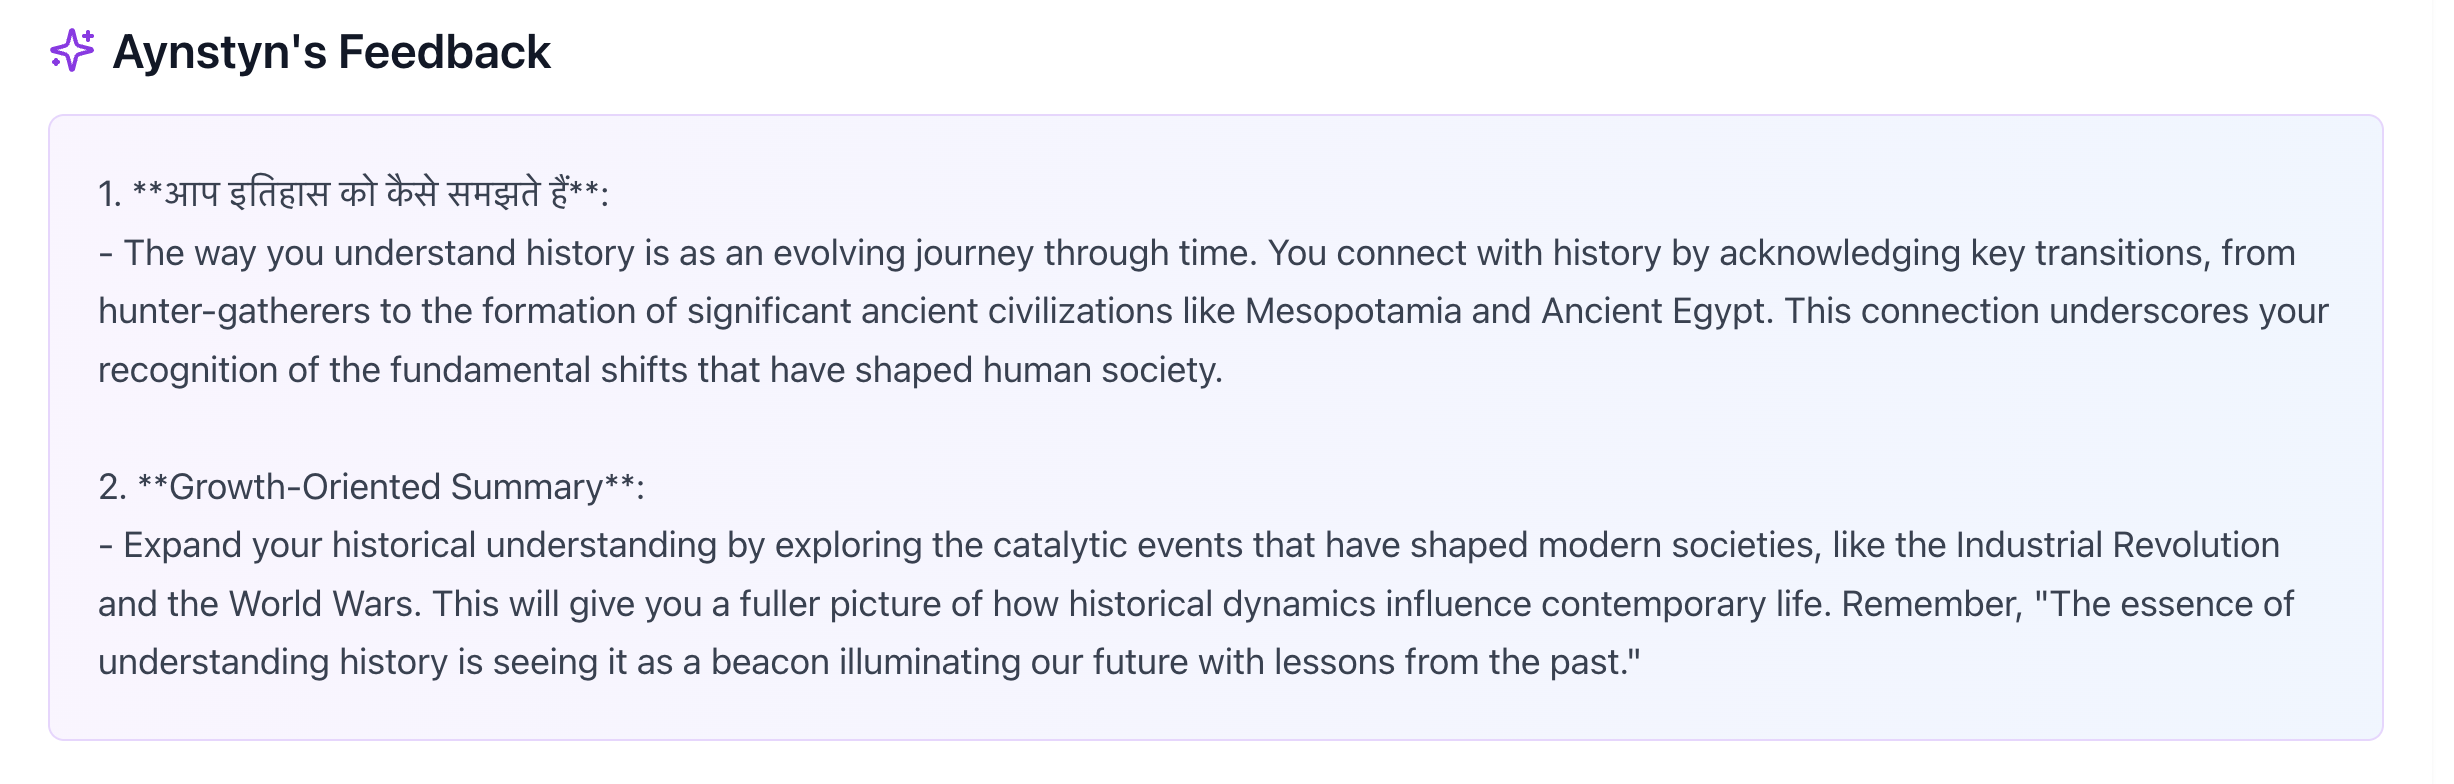 Aynstyn's Feedback
1. **आप इतिहास को कैसे समझते हैं**:
- The way you understand history is as an evolving journey through time. You connect with history by acknowledging key transitions, from
hunter-gatherers to the formation of significant ancient civilizations like Mesopotamia and Ancient Egypt. This connection underscores your
recognition of the fundamental shifts that have shaped human society.
2. **Growth-Oriented Summary**:
- Expand your historical understanding by exploring the catalytic events that have shaped modern societies, like the Industrial Revolution
and the World Wars. This will give you a fuller picture of how historical dynamics influence contemporary life. Remember, "The essence of
understanding history is seeing it as a beacon illuminating our future with lessons from the past."